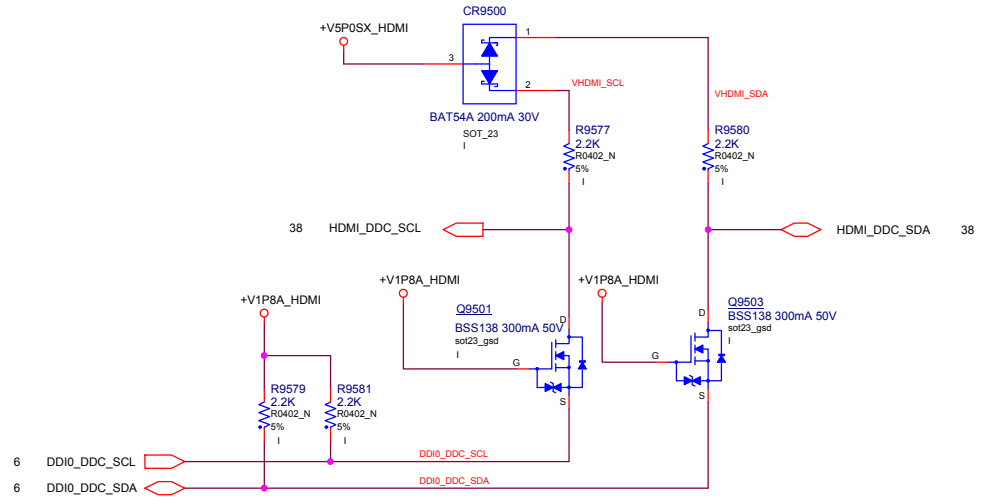 CR9500
+V5P0SX_HDMI
1
3
2
VHDMI_SCL
VHDMI_SDA
BAT54A 200mA 30V
SOT_23
I
R9577
2.2K
R0402_N
5%
I
R9580
2.2K
R0402_N
5%
I
38 HDMI_DDC_SCL
HDMI_DDC_SDA 38
+V1P8A_HDMI
+V1P8A_HDMI
+V1P8A_HDMI
Q9501
BSS138 300mA 50V
sot23_gsd
I
D
G
S
Q9503
BSS138 300mA 50V
sot23_gsd
I
D
G
S
R9579
2.2K
R0402_N
5%
I
R9581
2.2K
R0402_N
5%
I
6 DDI0_DDC_SCL
DDI0_DDC_SCL
6 DDI0_DDC_SDA
DDI0_DDC_SDA